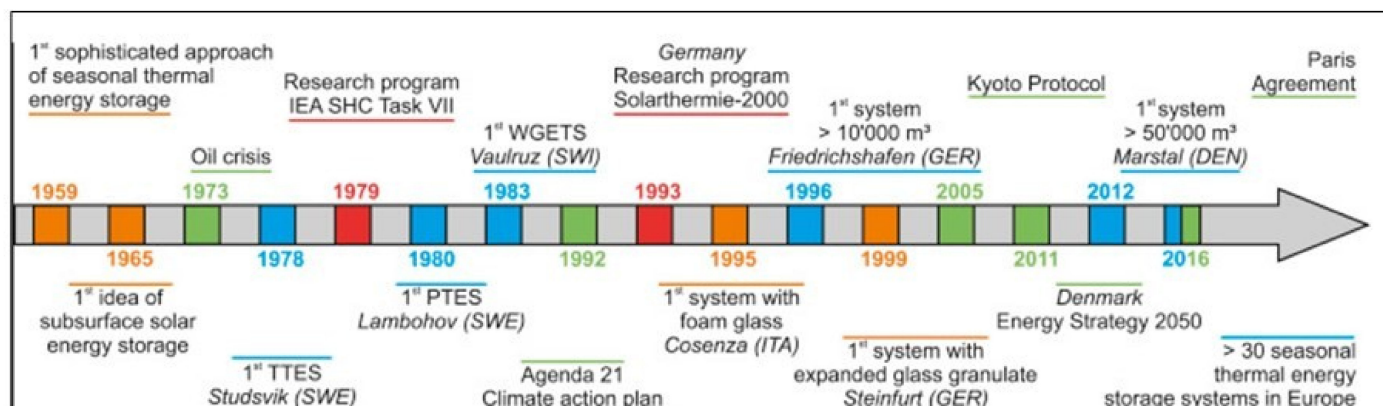 1st sophisticated approach
of seasonal thermal
energy storage
1959
1965
1st idea of
subsurface solar
energy storage
Oil crisis
1973
1978
1st TTES
Studsvik (SWE)
Research program
IEA SHC Task VII
1979
1980
1st PTES
Lambohov (SWE)
1st WGETS
Vaulruz (SWI)
1983
1992
Agenda 21
Climate action plan
Germany
Research program
Solarthermie-2000
1993
1995
1st system with
foam glass
Cosenza (ITA)
1st system
> 10'000 m³
Friedrichshafen (GER)
1996
1999
1st system with
expanded glass granulate
Steinfurt (GER)
Kyoto Protocol
2005
2011
Denmark
Energy Strategy 2050
1st system
> 50'000 m³
Marstal (DEN)
2012
Paris
Agreement
2016
> 30 seasonal
thermal energy
storage systems in Europe